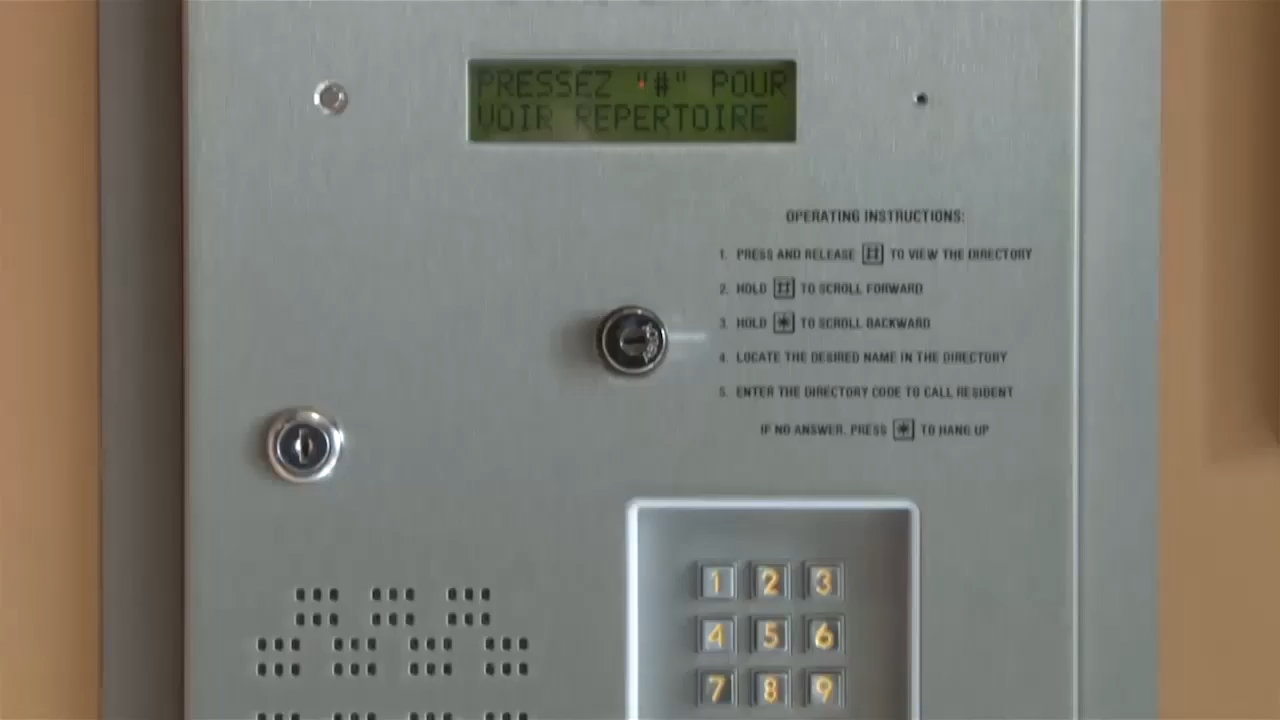 PRESSEZ "#" POUR
VOIR REPERTOIRE
OPERATING INSTRUCTIONS:
1. PRESS AND RELEASE # TO VIEW THE DIRECTORY
2. HOLD # TO SCROLL FORWARD
3. HOLD * TO SCROLL BACKWARD
4. LOCATE THE DESIRED NAME IN THE DIRECTORY
5. ENTER THE DIRECTORY CODE TO CALL RESIDENT
IF NO ANSWER, PRESS * TO HANG UP
1 2 3
4 5 6
7 8 9